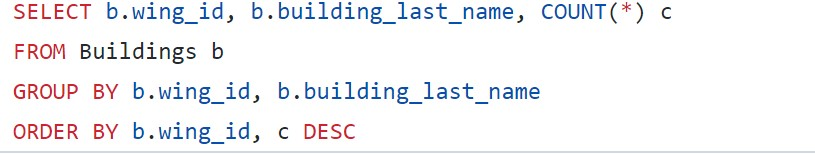 SELECT b.wing_id, b.building_last_name, COUNT(*) c
FROM Buildings b
GROUP BY b.wing_id, b.building_last_name
ORDER BY b.wing_id, c DESC